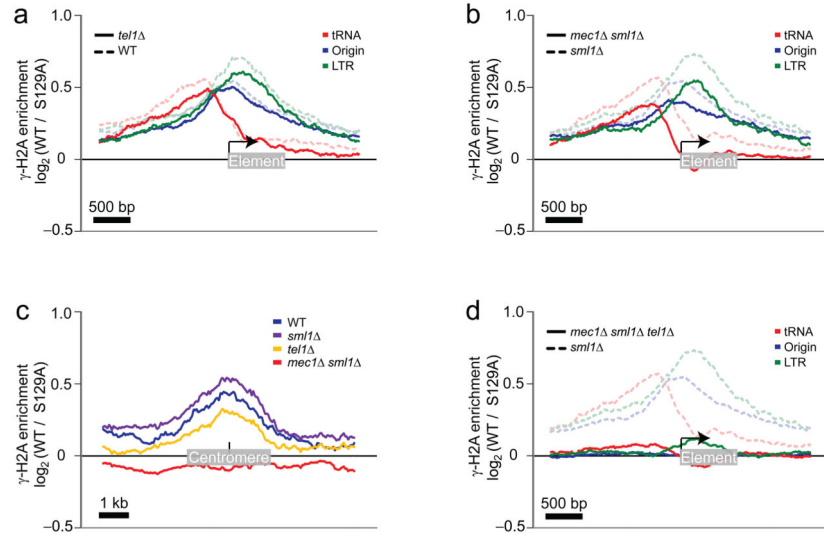 a
1.0
0.5
0
–0.5
γ-H2A enrichment
log2 (WT / S129A)
tel1Δ
WT
tRNA
Origin
LTR
Element
500 bp
b
1.0
0.5
0
–0.5
γ-H2A enrichment
log2 (WT / S129A)
mec1Δ sml1Δ
sml1Δ
tRNA
Origin
LTR
Element
500 bp
c
1.0
0.5
0
–0.5
γ-H2A enrichment
log2 (WT / S129A)
WT
sml1Δ
tel1Δ
mec1Δ sml1Δ
Centromere
1 kb
d
1.0
0.5
0
–0.5
γ-H2A enrichment
log2 (WT / S129A)
mec1Δ sml1Δ tel1Δ
sml1Δ
tRNA
Origin
LTR
Element
500 bp